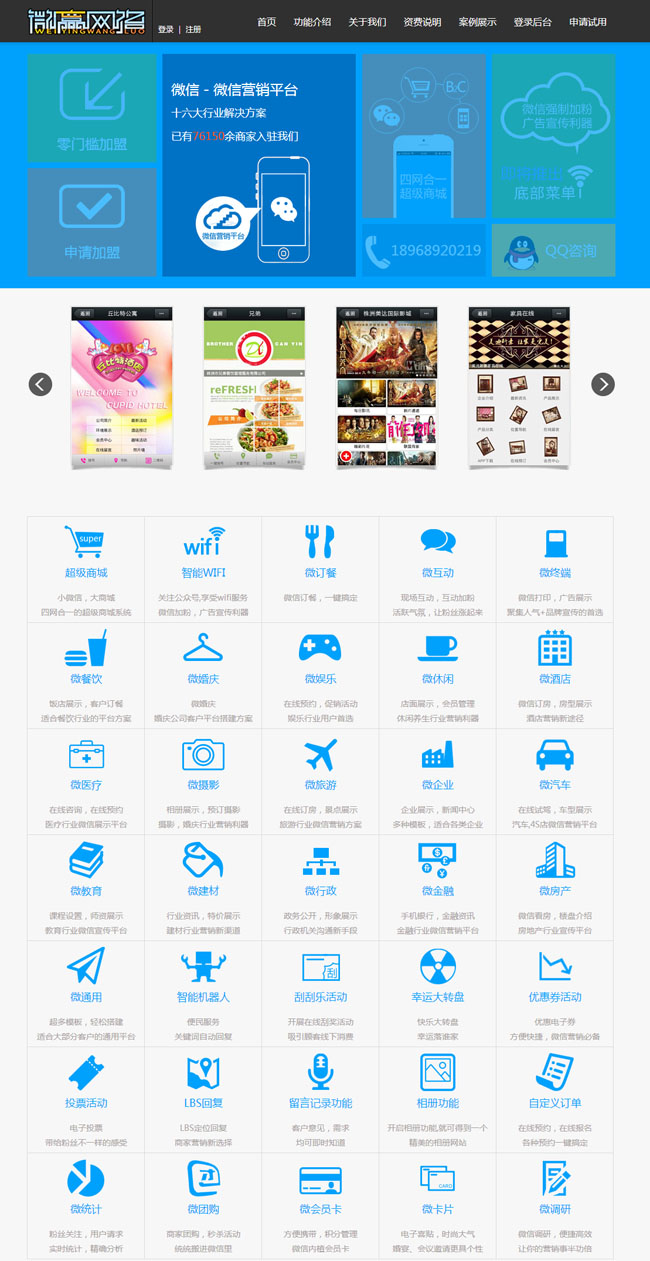 微赢网络
WEIYINGWANGLUO
登录 | 注册
首页 功能介绍 关于我们 资费说明 案例展示 登录后台 申请试用
零门槛加盟
申请加盟
微信 - 微信营销平台
十六大行业解决方案
已有76150余商家入驻我们
微信营销平台
B2C
四网合一
超级商城
18968920219
微信强制加粉
广告宣传利器
底部菜单
QQ咨询
丘比特公寓
WELCOME TO
CUPID HOTEL
兄弟
BROTHER CAN YIN
reFRESH
株洲奥达国际影城
家具在线
super
超级商城
小微信，大商城
四网合一的超级商城系统
wifi
智能WIFI
关注公众号,享受wifi服务
微信加粉，广告宣传利器
微订餐
微信订餐，一键搞定
微互动
现场互动，互动加粉
活跃气氛，让粉丝涨起来
微终端
微信打印，广告展示
聚集人气+品牌宣传的首选
微餐饮
饭店展示，客户订餐
适合餐饮行业的平台方案
微婚庆
微婚庆
婚庆公司客户平台搭建方案
微娱乐
在线预约，促销活动
娱乐行业用户首选
微休闲
店面展示，会员管理
休闲养生行业营销利器
微酒店
微信订房，房型展示
酒店营销新途径
微医疗
在线咨询，在线预约
医疗行业微信展示平台
微摄影
相册展示，预订摄影
摄影，婚庆行业营销利器
微旅游
在线订房，景点展示
旅游行业微信营销方案
微企业
企业展示，新闻中心
多种模板，适合各类企业
微汽车
在线试驾，车型展示
汽车,4S店微信营销平台
微教育
课程设置，师资展示
教育行业微信宣传平台
微建材
行业资讯，特价展示
建材行业营销新渠道
微行政
政务公开，形象展示
行政机关沟通新手段
微金融
手机银行，金融资讯
金融行业微信营销平台
微房产
微信看房，楼盘介绍
房地产行业宣传平台
微通用
超多模板，轻松搭建
适合大部分客户的通用平台
智能机器人
便民服务
关键词自动回复
刮
刮刮乐活动
开展在线刮奖活动
吸引顾客线下消费
幸运大转盘
快乐大转盘
幸运落谁家
优惠券活动
优惠电子券
方便快捷，微信营销必备
投票活动
电子投票
带给粉丝不一样的感受
LBS回复
LBS定位回复
商家营销新选择
留言记录功能
客户意见，需求
均可即时知道
相册功能
开启相册功能,就可得到一个
精美的相册网站
自定义订单
在线预约，在线报名
各种预约一键搞定
微统计
粉丝关注，用户请求
实时统计，精确分析
微团购
商家团购，秒杀活动
统统搬进微信里
微会员卡
方便携带，积分管理
微信内植会员卡
CARD
微卡片
电子喜贴，时尚大气
婚宴、会议邀请更具个性
微调研
微信调研，便捷高效
让你的营销事半功倍